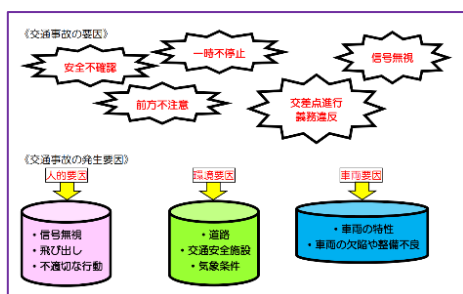 《交通事故の要因》
安全不確認
一時不停止
信号無視
前方不注意
交差点進行
義務違反
《交通事故の発生要因》
人的要因
環境要因
車両要因
・信号無視
・飛び出し
・不適切な行動
・道路
・交通安全施設
・気象条件
・車両の特性
・車両の欠陥や整備不良